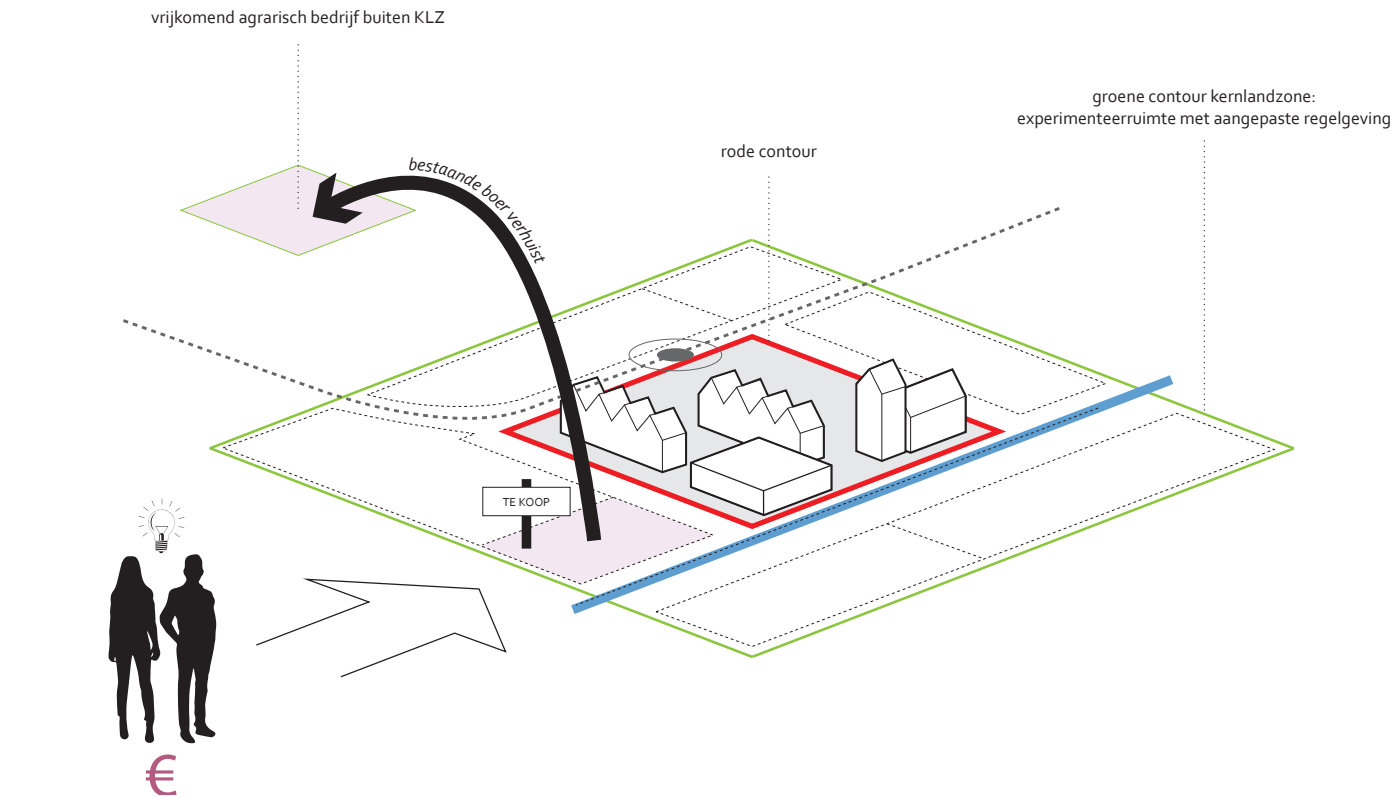 vrijkomend agrarisch bedrijf buiten KLZ
groene contour kernlandzone:
experimenteerruimte met aangepaste regelgeving
rode contour
bestaande boer verhuist
TE KOOP
€